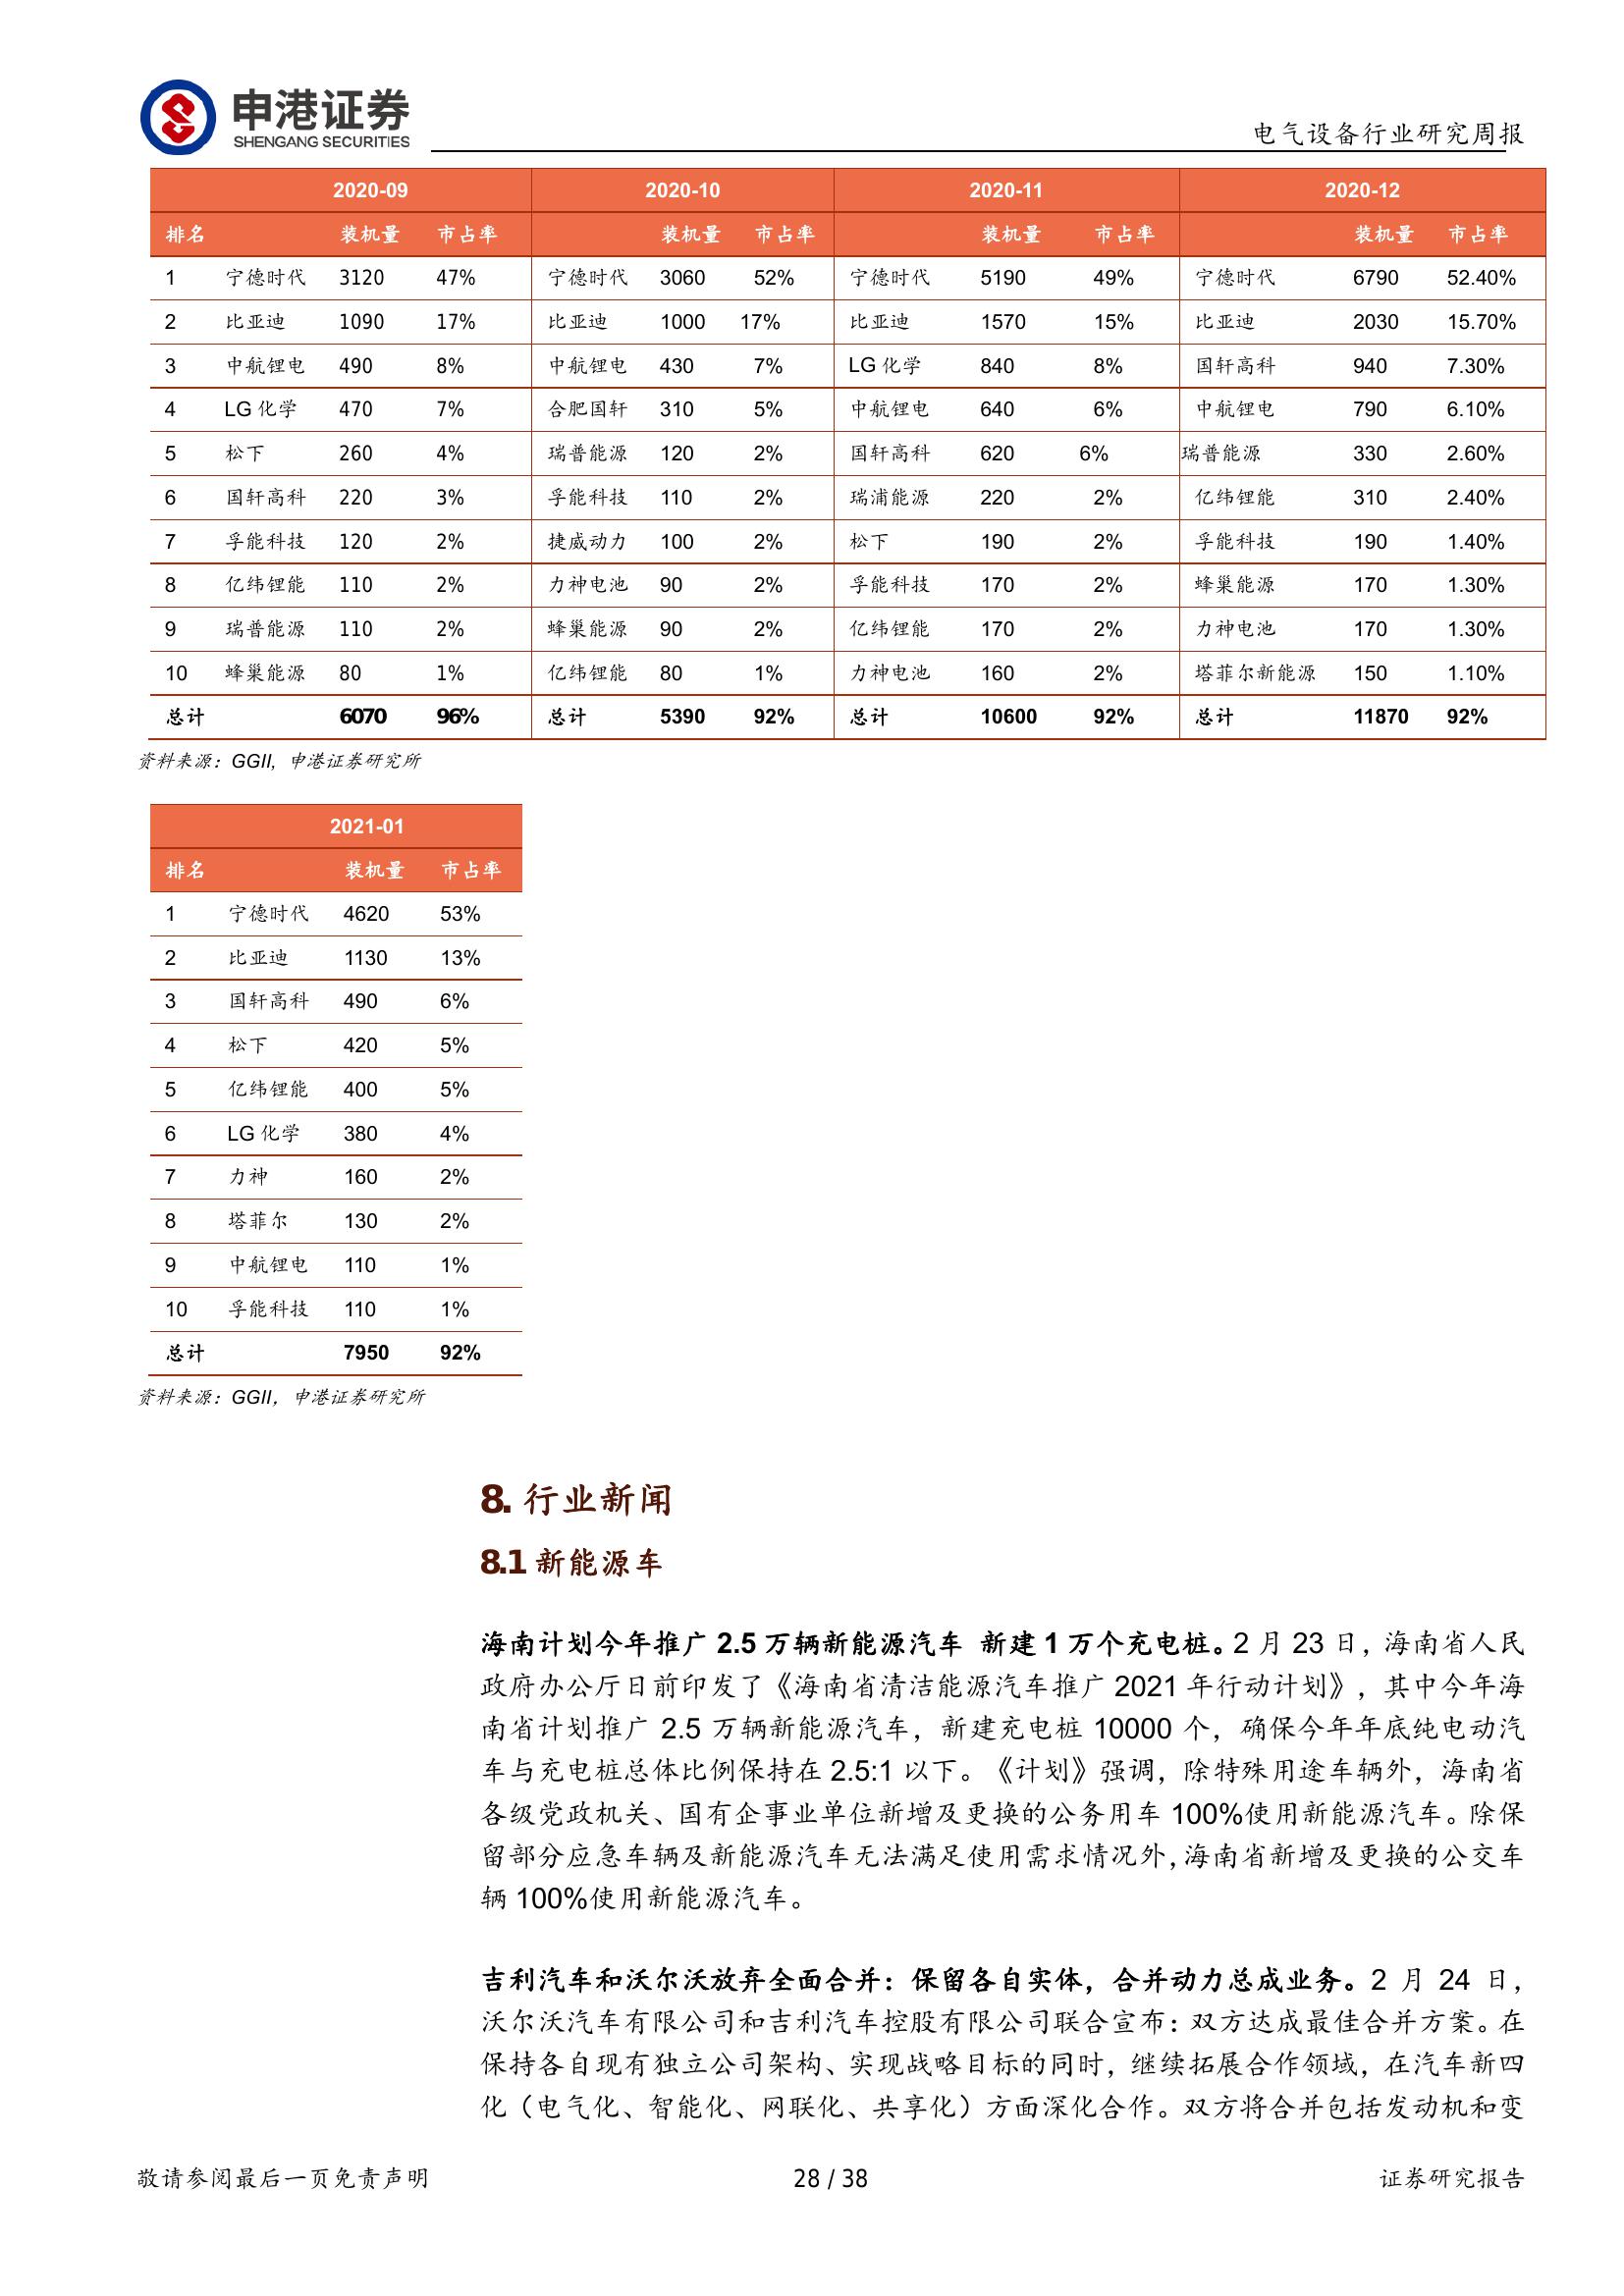 申港证券
SHENGANG SECURITIES
电气设备行业研究周报
2020-09 2020-10 2020-11 2020-12
排名 装机量 市占率 装机量 市占率 装机量 市占率 装机量 市占率
1 宁德时代 3120 47% 宁德时代 3060 52% 宁德时代 5190 49% 宁德时代 6790 52.40%
2 比亚迪 1090 17% 比亚迪 1000 17% 比亚迪 1570 15% 比亚迪 2030 15.70%
3 中航锂电 490 8% 中航锂电 430 7% LG 化学 840 8% 国轩高科 940 7.30%
4 LG 化学 470 7% 合肥国轩 310 5% 中航锂电 640 6% 中航锂电 790 6.10%
5 松下 260 4% 瑞普能源 120 2% 国轩高科 620 6% 瑞普能源 330 2.60%
6 国轩高科 220 3% 孚能科技 110 2% 瑞浦能源 220 2% 亿纬锂能 310 2.40%
7 孚能科技 120 2% 捷威动力 100 2% 松下 190 2% 孚能科技 190 1.40%
8 亿纬锂能 110 2% 力神电池 90 2% 孚能科技 170 2% 蜂巢能源 170 1.30%
9 瑞普能源 110 2% 蜂巢能源 90 2% 亿纬锂能 170 2% 力神电池 170 1.30%
10 蜂巢能源 80 1% 亿纬锂能 80 1% 力神电池 160 2% 塔菲尔新能源 150 1.10%
总计 6070 96% 总计 5390 92% 总计 10600 92% 总计 11870 92%
资料来源：GGII，申港证券研究所
2021-01
排名 装机量 市占率
1 宁德时代 4620 53%
2 比亚迪 1130 13%
3 国轩高科 490 6%
4 松下 420 5%
5 亿纬锂能 400 5%
6 LG 化学 380 4%
7 力神 160 2%
8 塔菲尔 130 2%
9 中航锂电 110 1%
10 孚能科技 110 1%
总计 7950 92%
资料来源：GGII，申港证券研究所
8. 行业新闻
8.1 新能源车
海南计划今年推广 2.5 万辆新能源汽车 新建 1 万个充电桩。2 月 23 日，海南省人民
政府办公厅日前印发了《海南省清洁能源汽车推广 2021 年行动计划》，其中今年海
南省计划推广 2.5 万辆新能源汽车，新建充电桩 10000 个，确保今年年底纯电动汽
车与充电桩总体比例保持在 2.5:1 以下。《计划》强调，除特殊用途车辆外，海南省
各级党政机关、国有企事业单位新增及更换的公务用车 100%使用新能源汽车。除保
留部分应急车辆及新能源汽车无法满足使用需求情况外，海南省新增及更换的公交车
辆 100%使用新能源汽车。
吉利汽车和沃尔沃放弃全面合并：保留各自实体，合并动力总成业务。2 月 24 日，
沃尔沃汽车有限公司和吉利汽车控股有限公司联合宣布：双方达成最佳合并方案。在
保持各自现有独立公司架构、实现战略目标的同时，继续拓展合作领域，在汽车新四
化（电气化、智能化、网联化、共享化）方面深化合作。双方将合并包括发动机和变
敬请参阅最后一页免责声明 28 / 38 证券研究报告